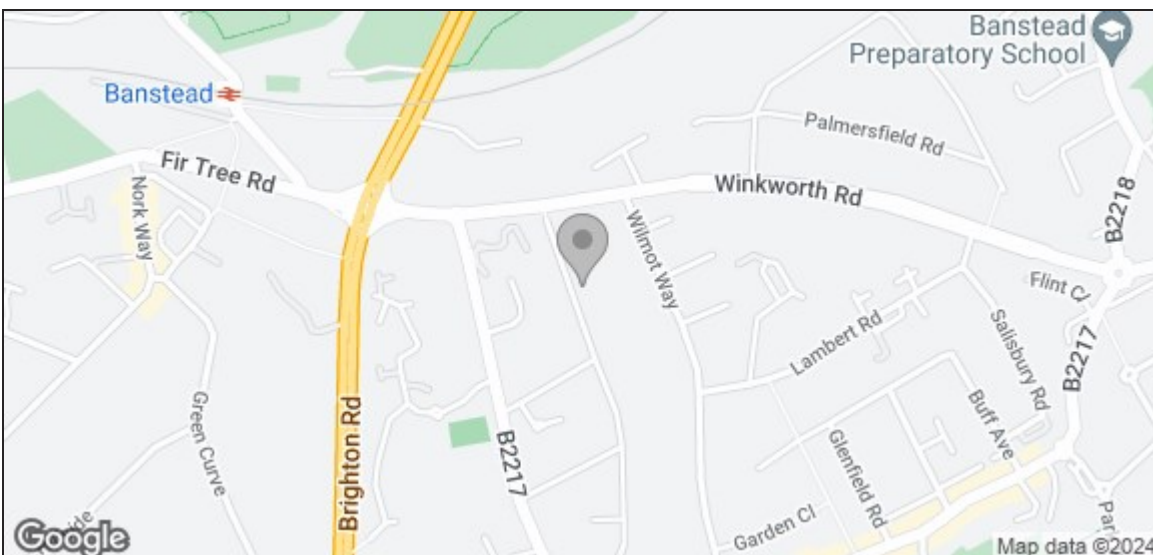 Banstead
Preparatory School
Banstead
Palmersfield Rd
Fir Tree Rd
Winkworth Rd
Nork Way
B2218
Wilmot Way
Flint Cl
Lambert Rd
Salisbury Rd
B2217
Green Curve
Brighton Rd
B2217
Buff Ave
Glenfield Rd
Garden Cl
Google
Map data ©2024